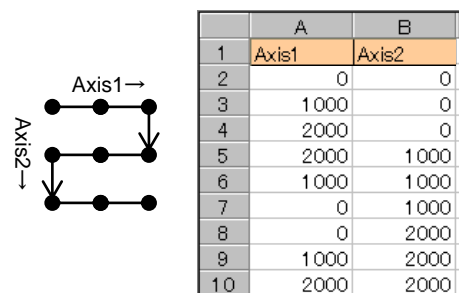 Axis1→
Axis2→
A B
1 Axis1 Axis2
2 0 0
3 1000 0
4 2000 0
5 2000 1000
6 1000 1000
7 0 1000
8 0 2000
9 1000 2000
10 2000 2000